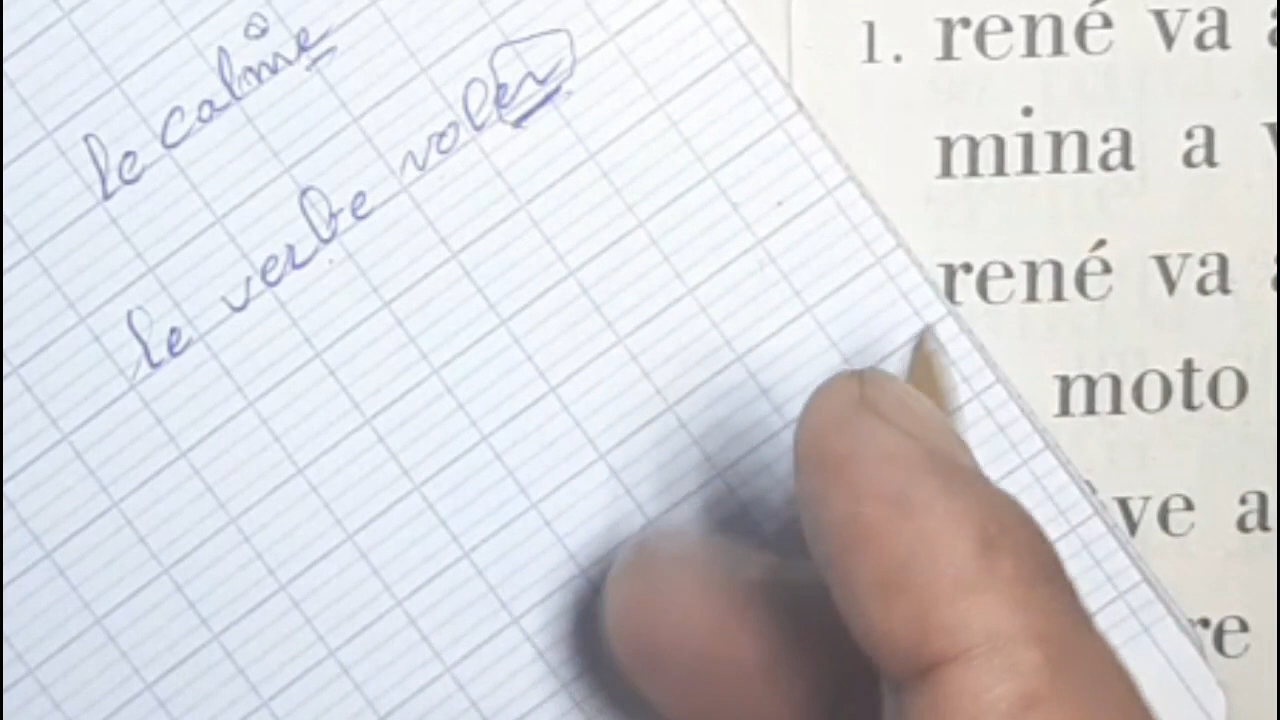 le calme
le verbe voler
1. rené va
mina a
rené va
moto
ve a
re